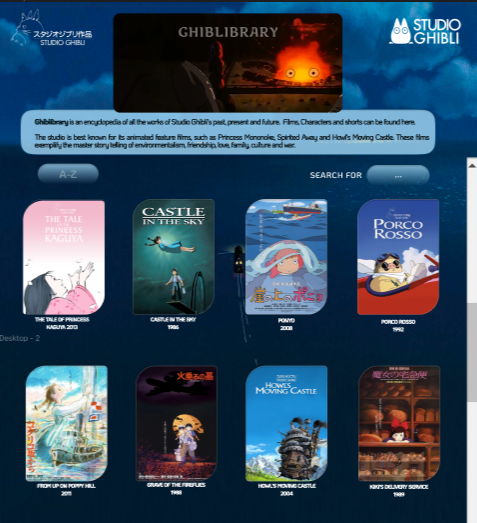 スタジオジブリ作品
STUDIO GHIBLI
GHIBLIBRARY
STUDIO
GHIBLI
Ghiblibrary is an encyclopedia of all the works of Studio Ghibli's past, present and future. Films, Characters and shorts can be found here.
The studio is best known for its animated feature films, such as Princess Mononoke, Spirited Away and Howl's Moving Castle. These films
exemplify the master story telling of environmentalism, friendship, love, family, culture and war.
A-Z
SEARCH FOR
...
THE TALE OF
THE PRINCESS
KAGUYA
CASTLE
IN THE SKY
崖の上のポニョ
PORCO
ROSSO
THE TALE OF PRINCESS
KAGUYA 2013
CASTLE IN THE SKY
1986
PONYO
2008
PORCO ROSSO
1992
Desktop - 2
コクリコ坂から
火垂るの墓
HOWL'S
MOVING CASTLE
魔女の宅急便
FROM UP ON POPPY HILL
2011
GRAVE OF THE FIREFLIES
1988
HOWL'S MOVING CASTLE
2004
KIKI'S DELIVERY SERVICE
1989